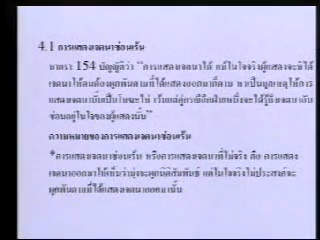 4.1 การแสดงเจตนาซ่อนเร้น
มาตรา 154 บัญญัติว่า “การแสดงเจตนาใด แม้ในใจจริงผู้แสดงจะมิได้
เจตนาให้ตนต้องผูกพันตามที่ได้แสดงออกมาก็ตาม หาเป็นมูลเหตุให้การ
แสดงเจตนานั้นเป็นโมฆะไม่ เว้นแต่คู่กรณีอีกฝ่ายหนึ่งจะได้รู้ถึงเจตนาอัน
ซ่อนอยู่ในใจของผู้แสดงนั้น”
ความหมายของการแสดงเจตนาซ่อนเร้น
*การแสดงเจตนาซ่อนเร้น หรือการแสดงเจตนาที่ไม่จริง คือ การแสดง
เจตนาออกมาให้เห็นว่ามุ่งจะผูกนิติสัมพันธ์ แต่ในใจจริงไม่ประสงค์จะ
ผูกพันตามที่ได้แสดงเจตนาออกมานั้น